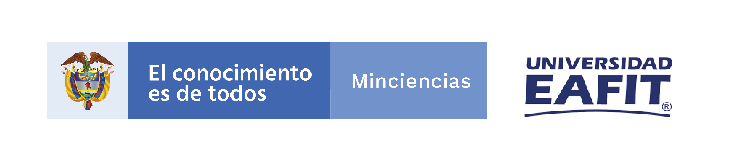 El conocimiento
es de todos
Minciencias
UNIVERSIDAD
EAFIT®